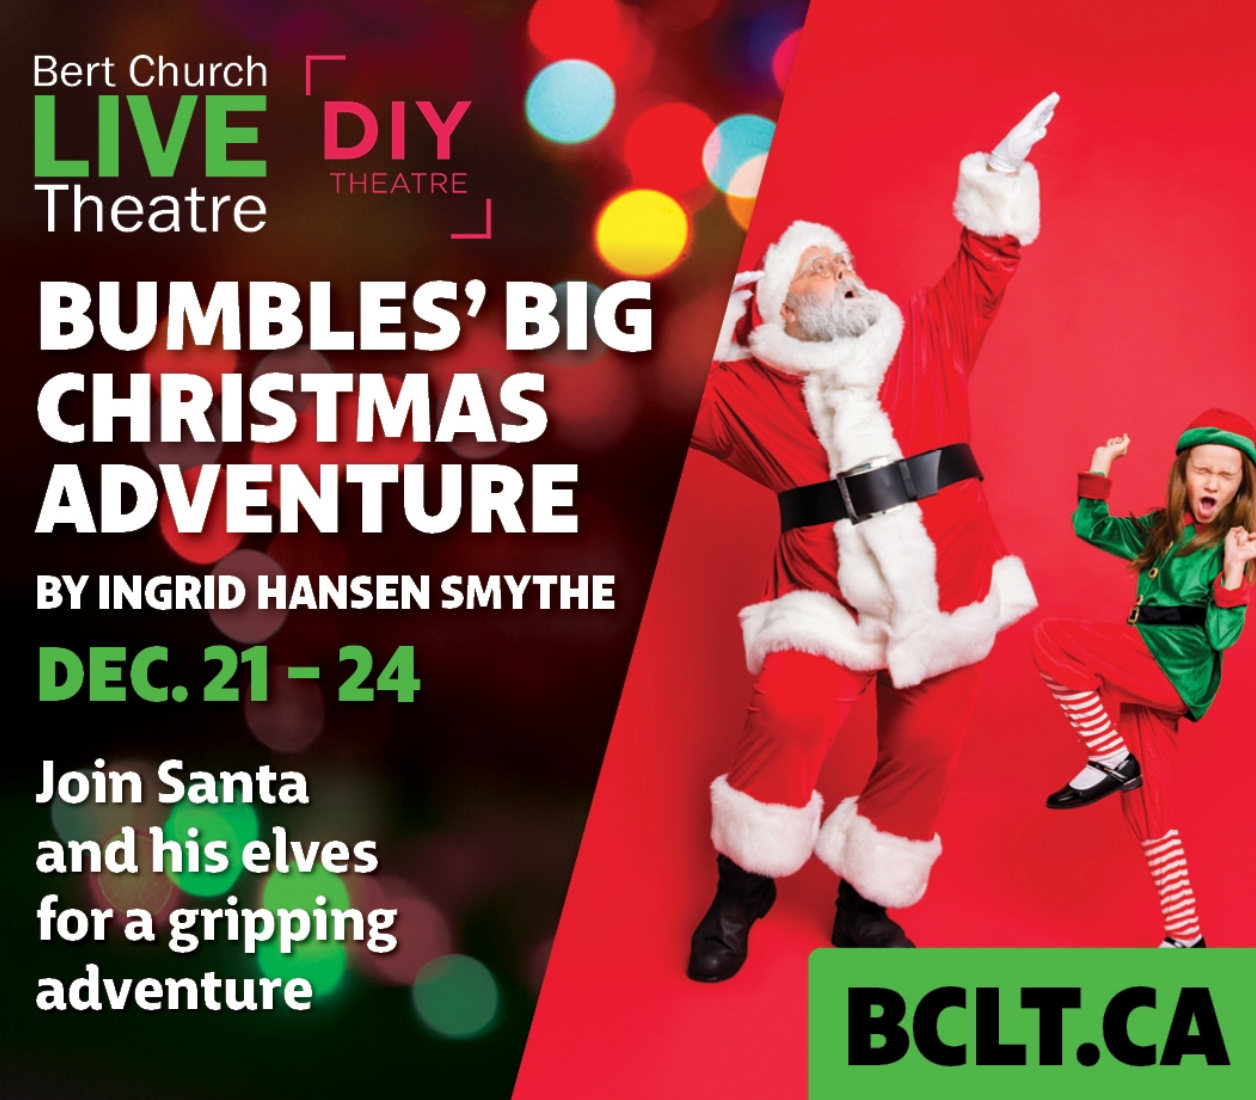 Bert Church
LIVE
Theatre
DIY
THEATRE
BUMBLES’ BIG
CHRISTMAS
ADVENTURE
BY INGRID HANSEN SMYTHE
DEC. 21 – 24
Join Santa
and his elves
for a gripping
adventure
BCLT.CA